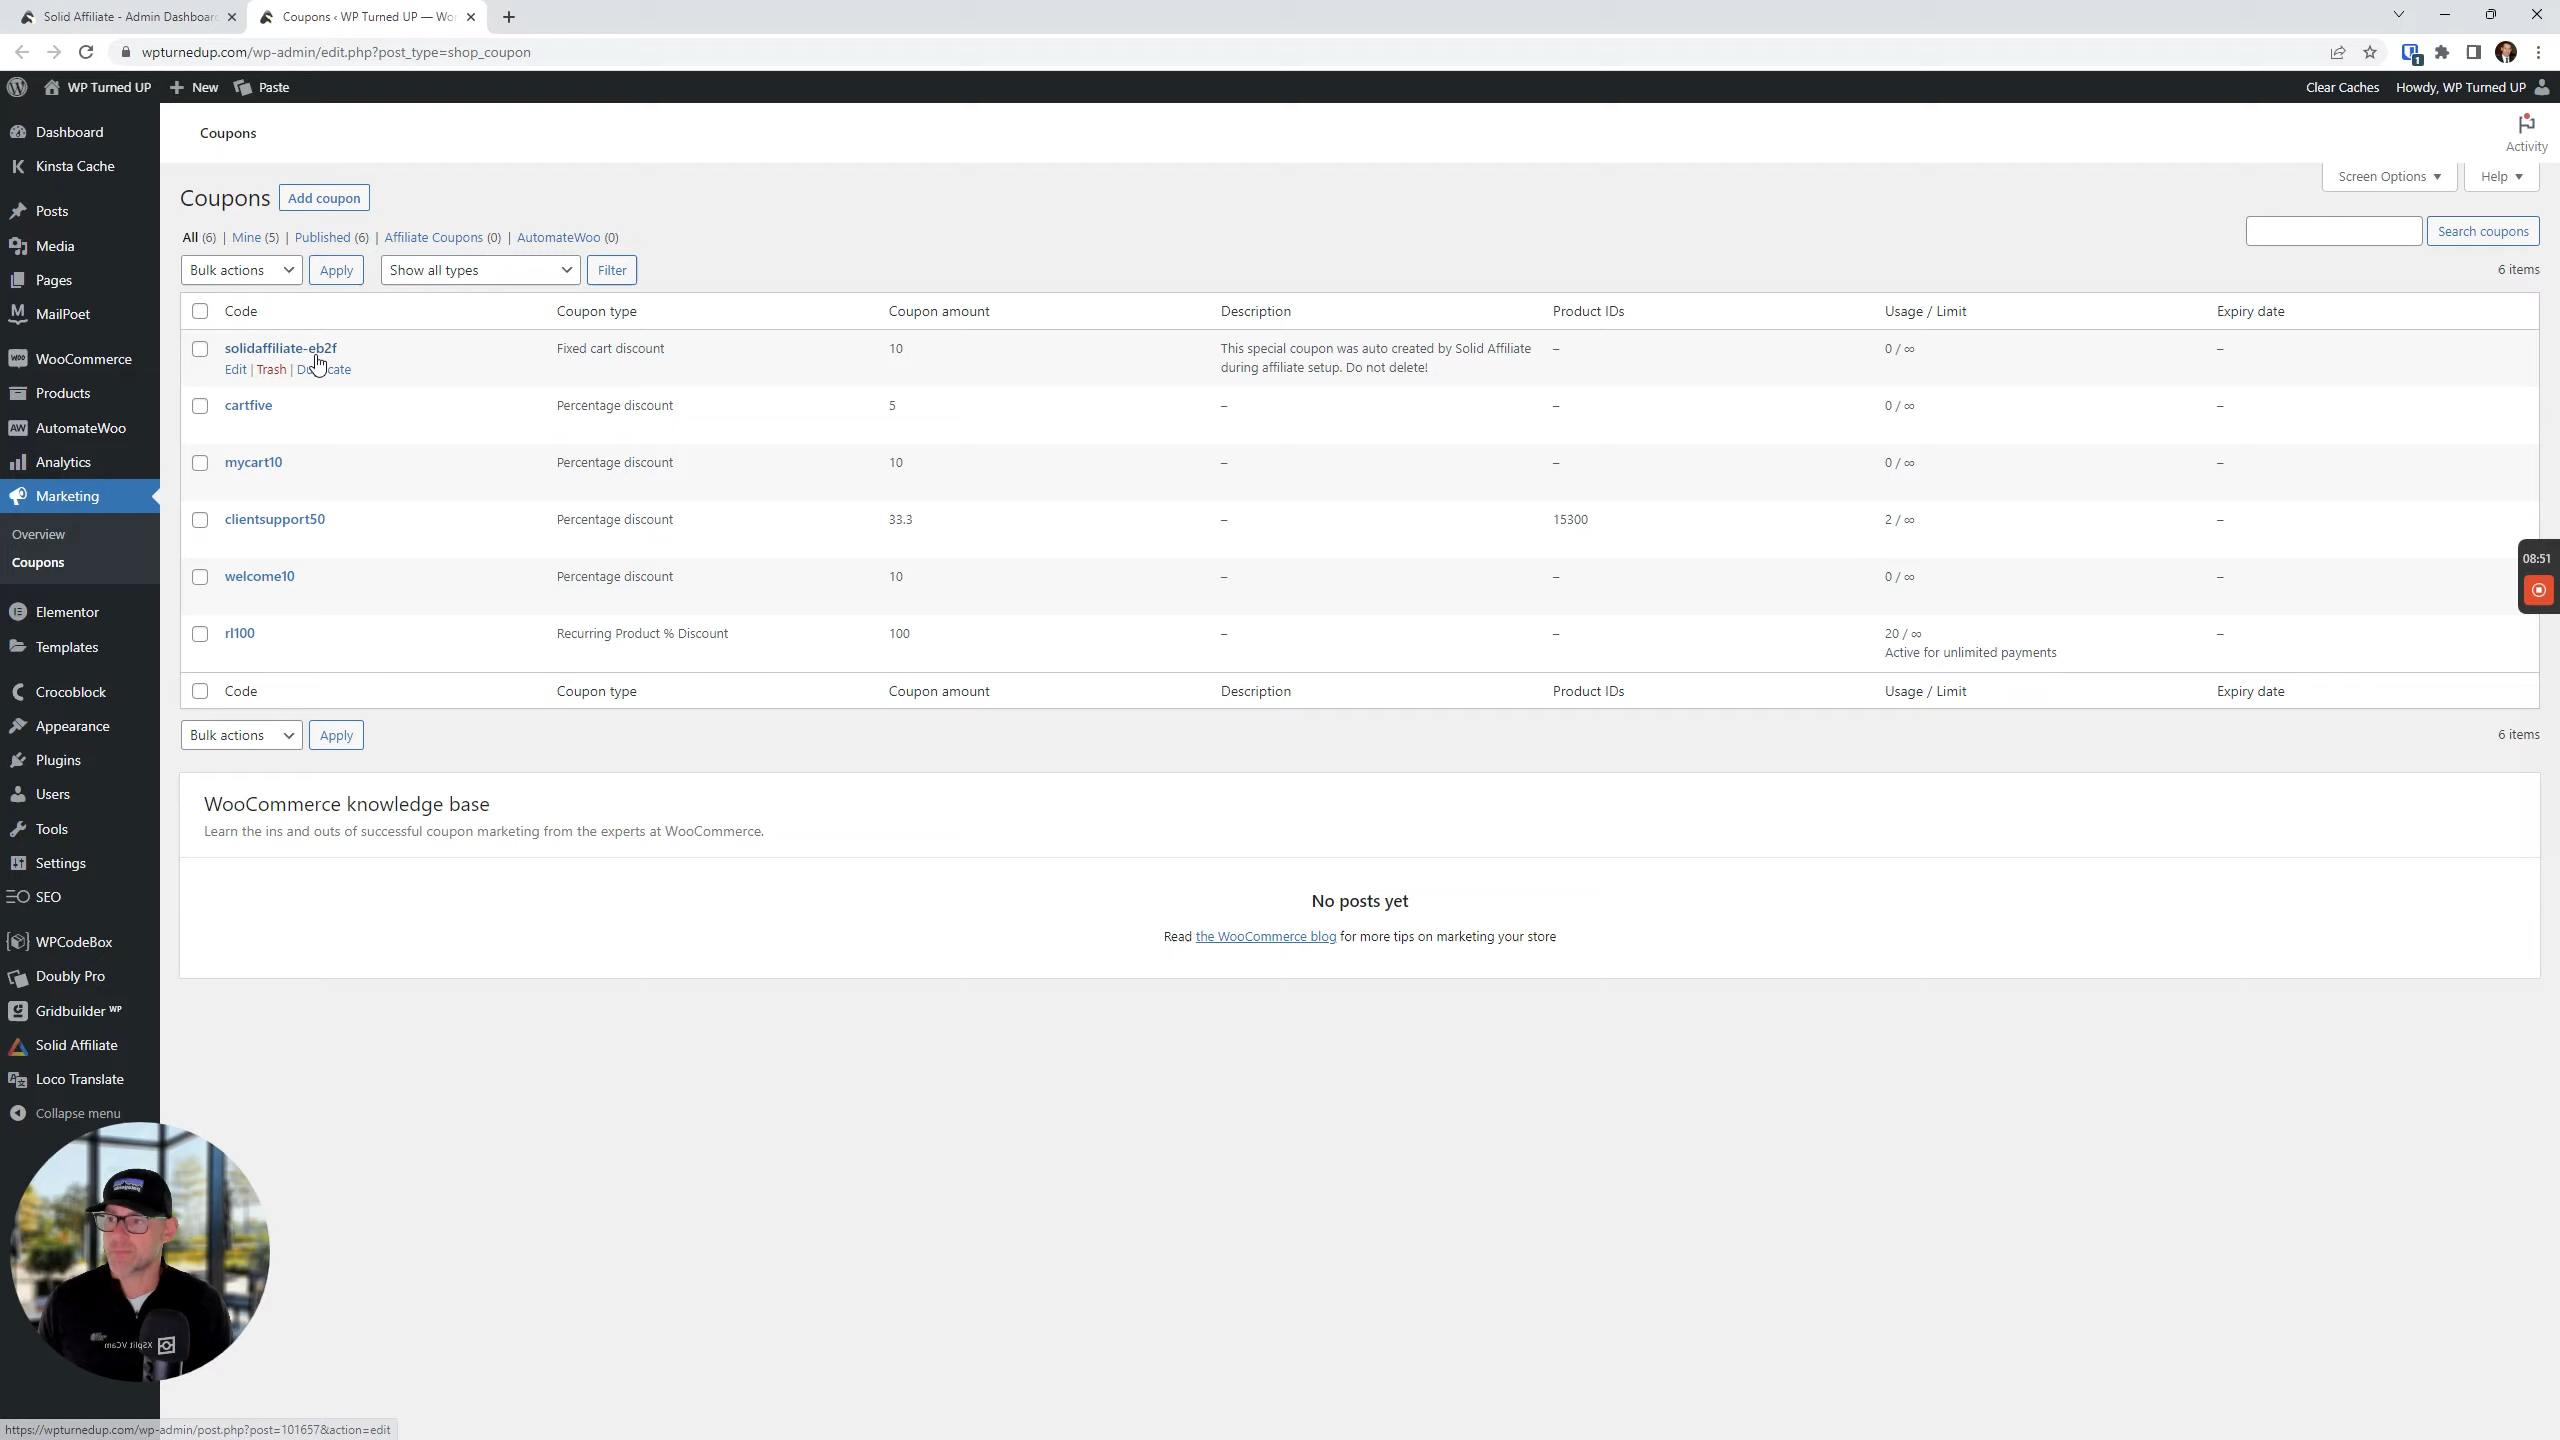 Solid Affiliate - Admin Dashboar
Coupons ‹ WP Turned UP — Wor
wpturnedup.com/wp-admin/edit.php?post_type=shop_coupon
1
WP Turned UP
New
Paste
Clear Caches
Howdy, WP Turned UP
Dashboard
Kinsta Cache
Posts
Media
Pages
MailPoet
WooCommerce
Products
AutomateWoo
Analytics
Marketing
Overview
Coupons
Elementor
Templates
Crocoblock
Appearance
Plugins
Users
Tools
Settings
SEO
WPCodeBox
Doubly Pro
Gridbuilder WP
Solid Affiliate
Loco Translate
Collapse menu
Coupons
Activity
Screen Options
Help
Coupons
Add coupon
All (6) | Mine (5) | Published (6) | Affiliate Coupons (0) | AutomateWoo (0)
Search coupons
Bulk actions
Apply
Show all types
Filter
6 items
Code Coupon type Coupon amount Description Product IDs Usage / Limit Expiry date
solidaffiliate-eb2f Fixed cart discount 10 This special coupon was auto created by Solid Affiliate – 0 / ∞ –
during affiliate setup. Do not delete!
Edit | Trash | Duplicate
cartfive Percentage discount 5 – – 0 / ∞ –
mycart10 Percentage discount 10 – – 0 / ∞ –
clientsupport50 Percentage discount 33.3 – 15300 2 / ∞ –
welcome10 Percentage discount 10 – – 0 / ∞ –
rl100 Recurring Product % Discount 100 – – 20 / ∞ –
Active for unlimited payments
Code Coupon type Coupon amount Description Product IDs Usage / Limit Expiry date
Bulk actions
Apply
6 items
08:51
WooCommerce knowledge base
Learn the ins and outs of successful coupon marketing from the experts at WooCommerce.
No posts yet
Read the WooCommerce blog for more tips on marketing your store
XSplit VCam
https://wpturnedup.com/wp-admin/post.php?post=101657&action=edit